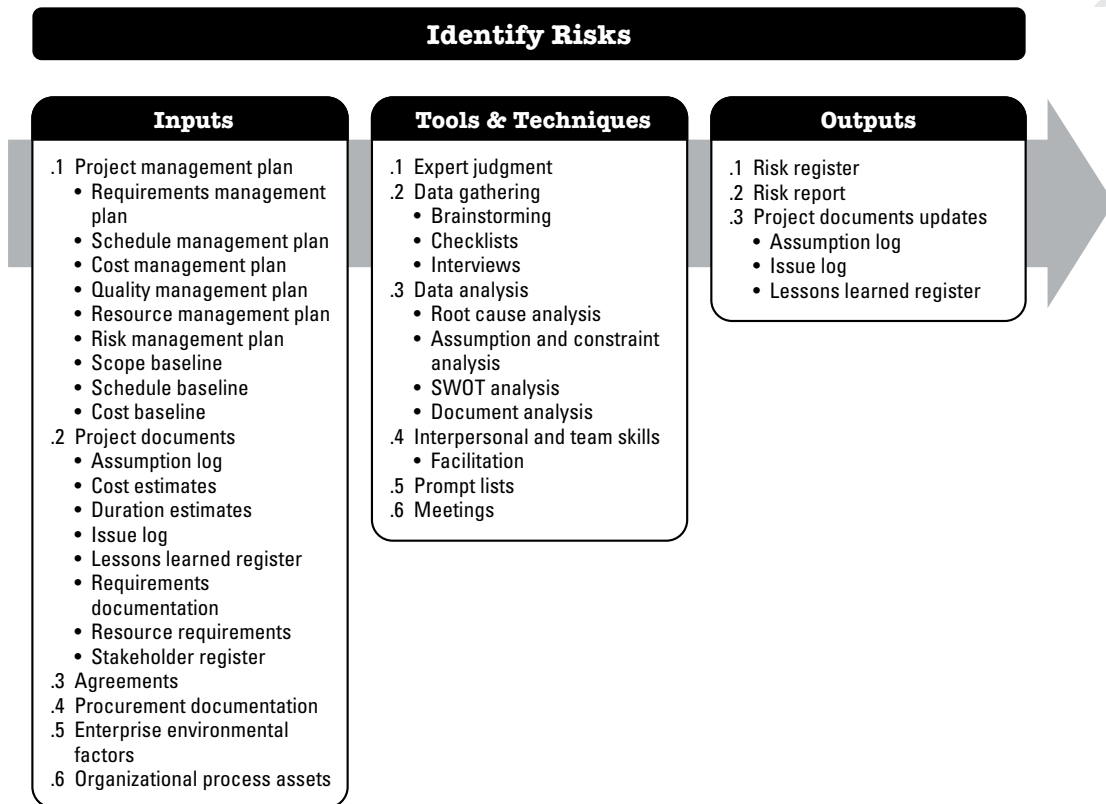 Identify Risks
Inputs
.1 Project management plan
• Requirements management
plan
• Schedule management plan
• Cost management plan
• Quality management plan
• Resource management plan
• Risk management plan
• Scope baseline
• Schedule baseline
• Cost baseline
.2 Project documents
• Assumption log
• Cost estimates
• Duration estimates
• Issue log
• Lessons learned register
• Requirements
documentation
• Resource requirements
• Stakeholder register
.3 Agreements
.4 Procurement documentation
.5 Enterprise environmental
factors
.6 Organizational process assets
Tools & Techniques
.1 Expert judgment
.2 Data gathering
• Brainstorming
• Checklists
• Interviews
.3 Data analysis
• Root cause analysis
• Assumption and constraint
analysis
• SWOT analysis
• Document analysis
.4 Interpersonal and team skills
• Facilitation
.5 Prompt lists
.6 Meetings
Outputs
.1 Risk register
.2 Risk report
.3 Project documents updates
• Assumption log
• Issue log
• Lessons learned register